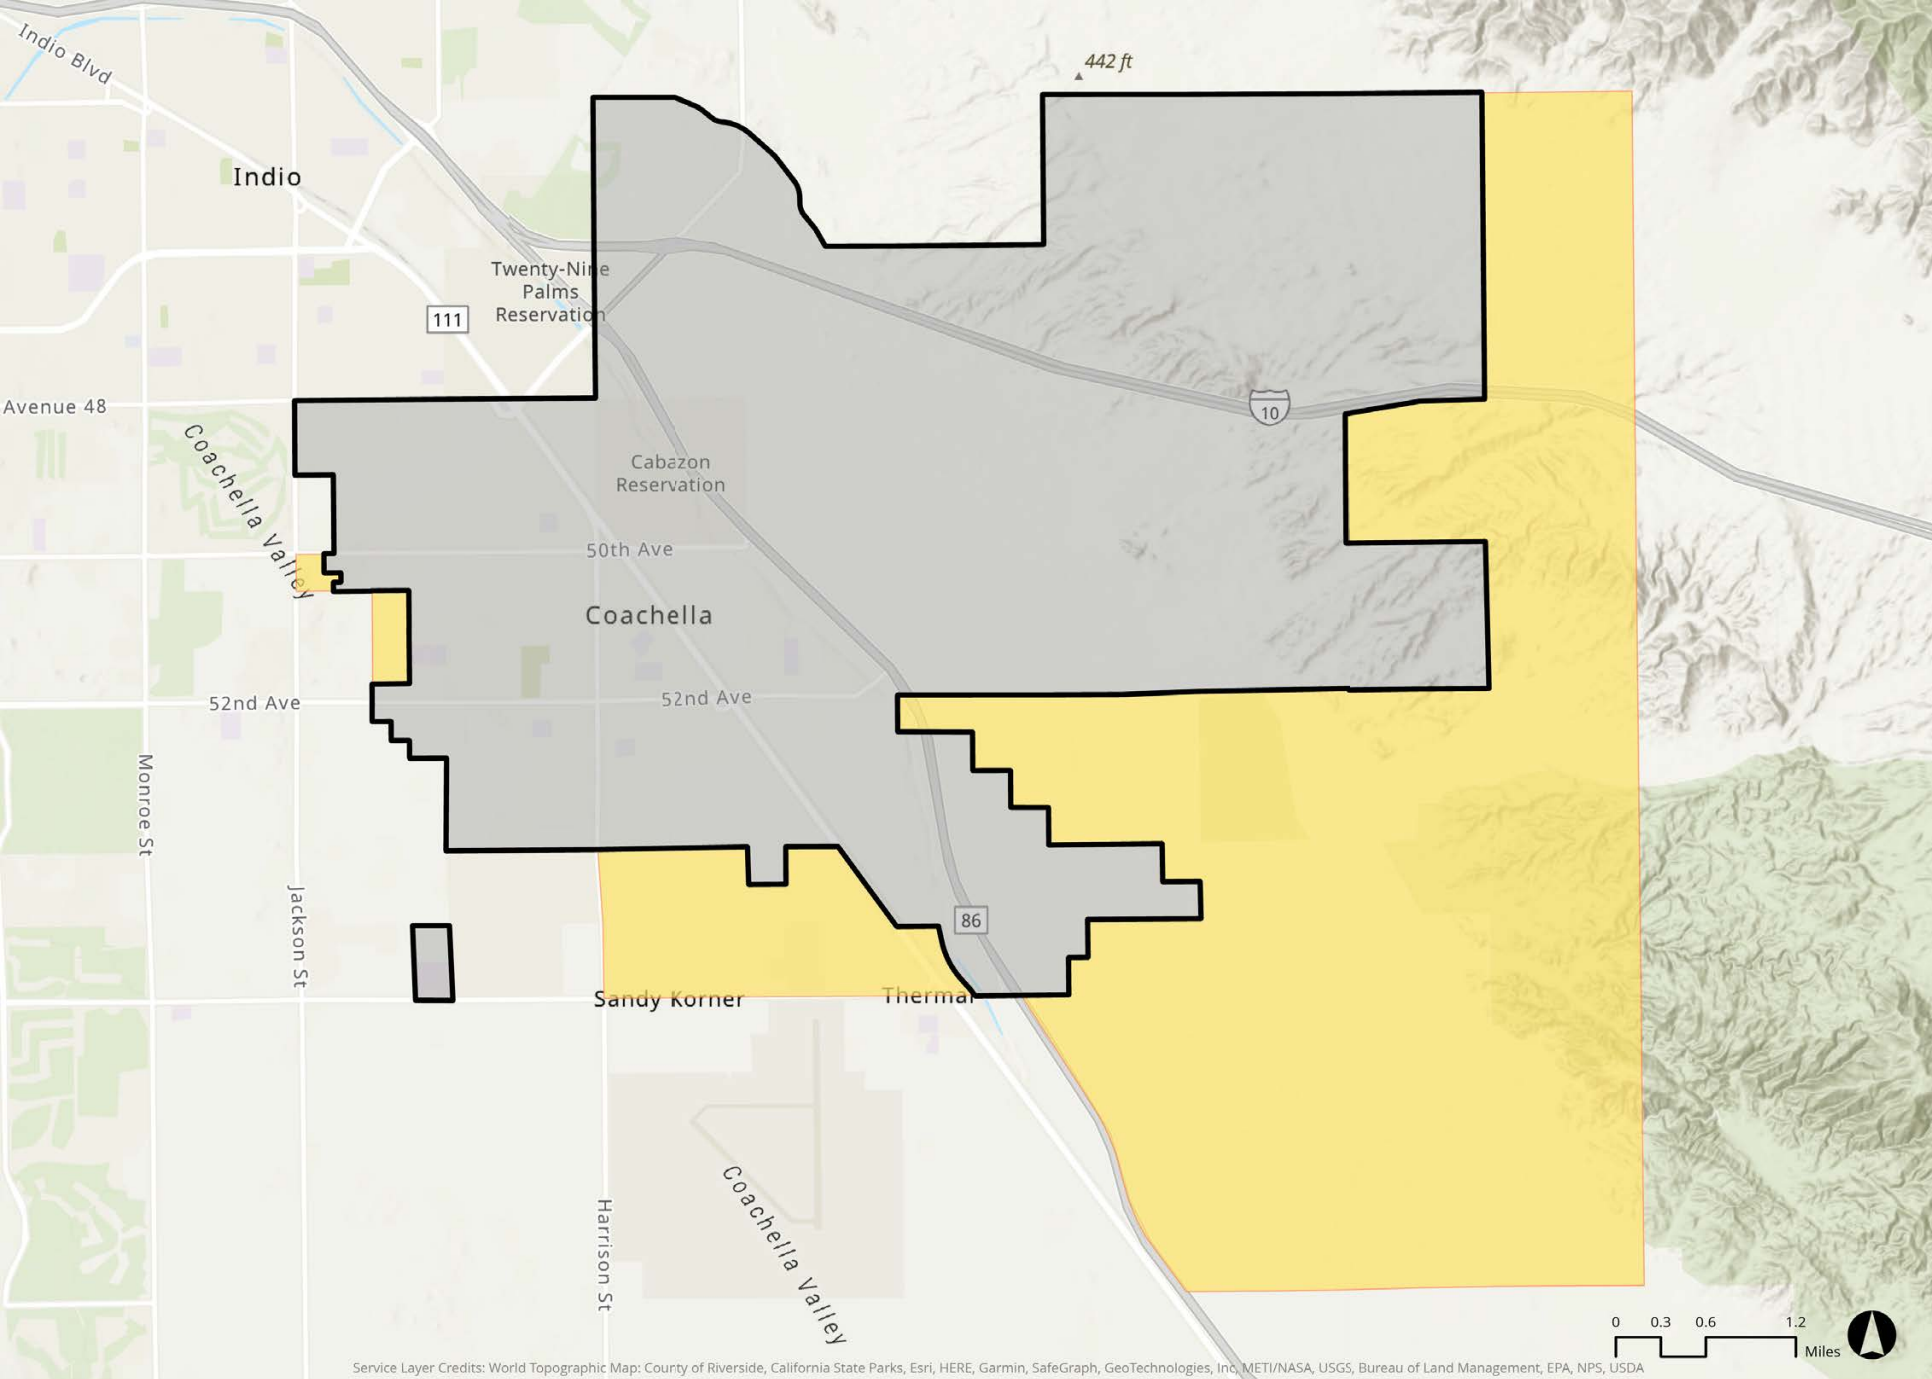 442 ft
Indio Blvd
Indio
Twenty-Nine
Palms
Reservation
111
Avenue 48
10
Coachella Valley
Cabazon
Reservation
50th Ave
Coachella
52nd Ave
52nd Ave
Monroe St
Jackson St
86
Sandy Korner
Thermal
Coachella Valley
Harrison St
0 0.3 0.6 1.2
Miles
Service Layer Credits: World Topographic Map: County of Riverside, California State Parks, Esri, HERE, Garmin, SafeGraph, GeoTechnologies, Inc, METI/NASA, USGS, Bureau of Land Management, EPA, NPS, USDA